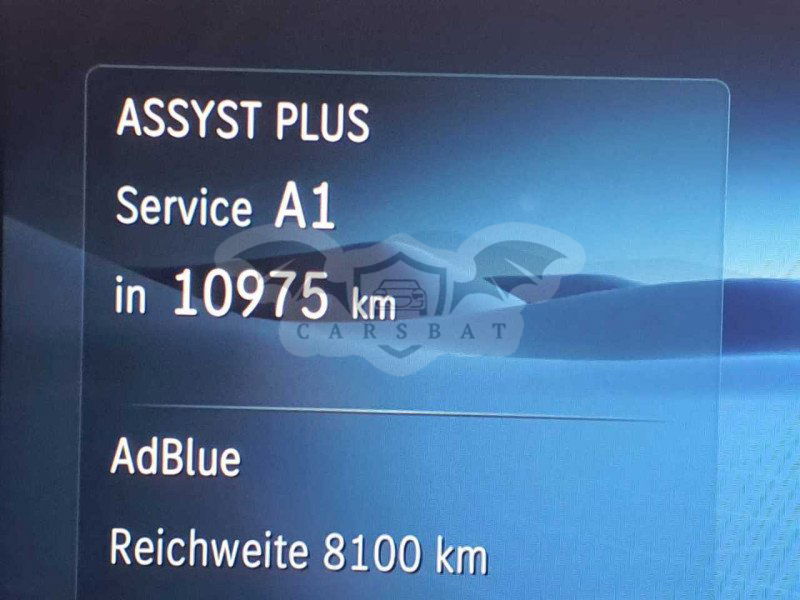 ASSYST PLUS
Service A1
in 10975 km
CARSBAT
AdBlue
Reichweite 8100 km